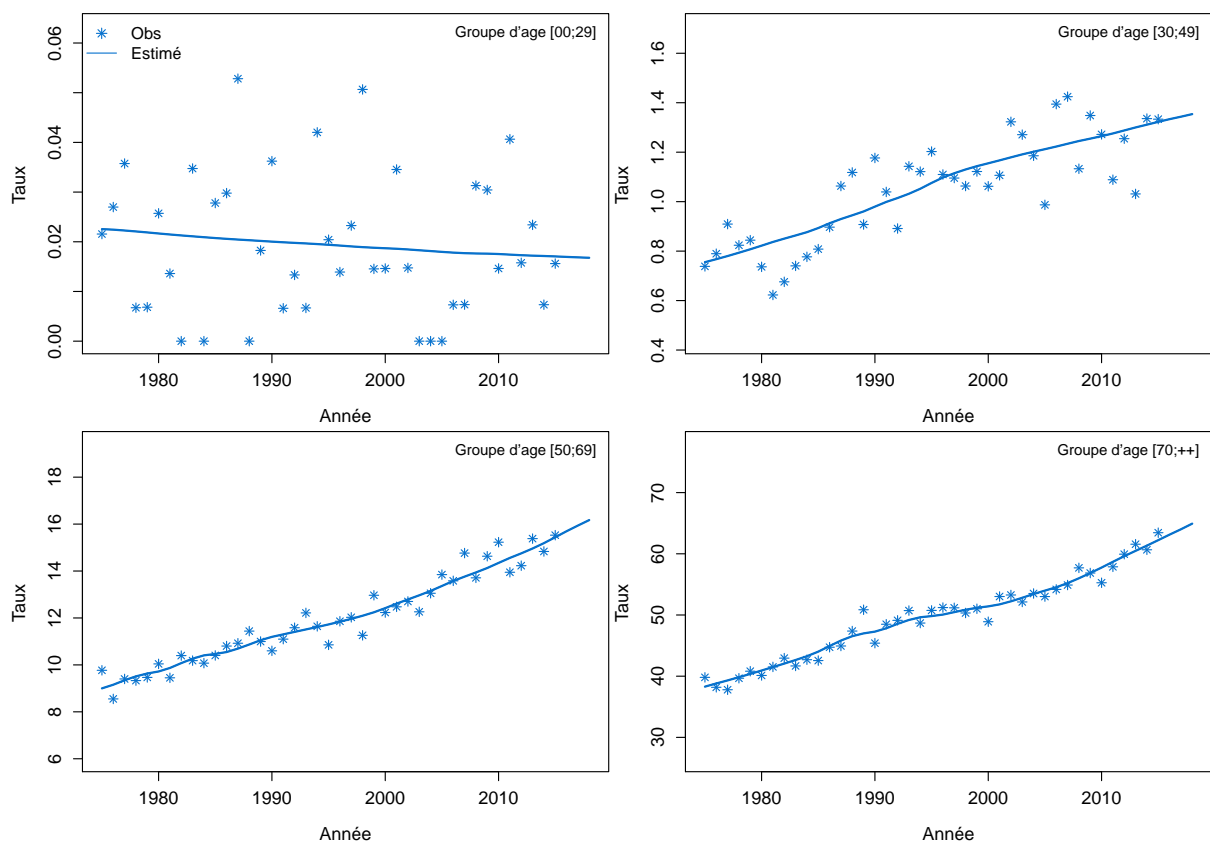 Obs
Estimé
Groupe d'age [00;29]
Taux
0.06
0.04
0.02
0.00
1980 1990 2000 2010
Année
Groupe d'age [30;49]
Taux
1.6
1.4
1.2
1.0
0.8
0.6
0.4
1980 1990 2000 2010
Année
Groupe d'age [50;69]
Taux
18
16
14
12
10
8
6
1980 1990 2000 2010
Année
Groupe d'age [70;++]
Taux
70
60
50
40
30
1980 1990 2000 2010
Année